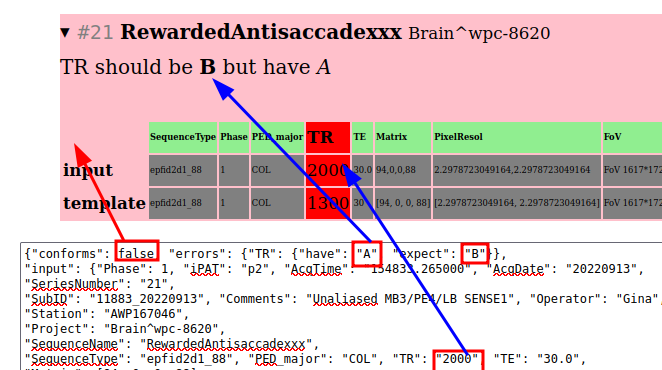 ▼ #21 RewardedAntisaccadexxx Brain^wpc-8620
TR should be B but have A
SequenceType Phase PED_major TR TE Matrix PixelResol FoV
input epfid2d1_88 1 COL 2000 30.0 94,0,0,88 2.2978723049164,2.2978723049164 FoV 1617*172
template epfid2d1_88 1 COL 1300 30 [94, 0, 0, 88] [2.2978723049164, 2.2978723049164] FoV 1617*172
{"conforms": false, "errors": {"TR": {"have": "A", "expect": "B"}},
"input": {"Phase": 1, "iPAT": "p2", "AcqTime": "154833.265000", "AcqDate": "20220913",
"SeriesNumber": "21",
"SubID": "11883_20220913", "Comments": "Unaliased MB3/PE4/LB SENSE1", "Operator": "Gina",
"Station": "AWP167046",
"Project": "Brain^wpc-8620",
"SequenceName": "RewardedAntisaccadexxx",
"SequenceType": "epfid2d1_88", "PED_major": "COL", "TR": "2000", "TE": "30.0",